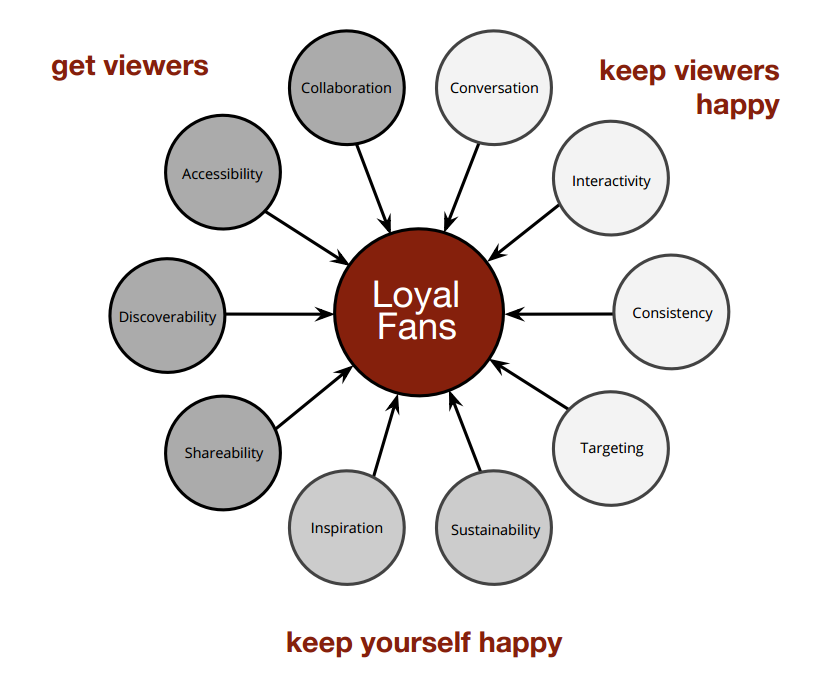 get viewers
keep viewers
happy
Collaboration
Conversation
Accessibility
Interactivity
Discoverability
Loyal
Fans
Consistency
Shareability
Targeting
Inspiration
Sustainability
keep yourself happy